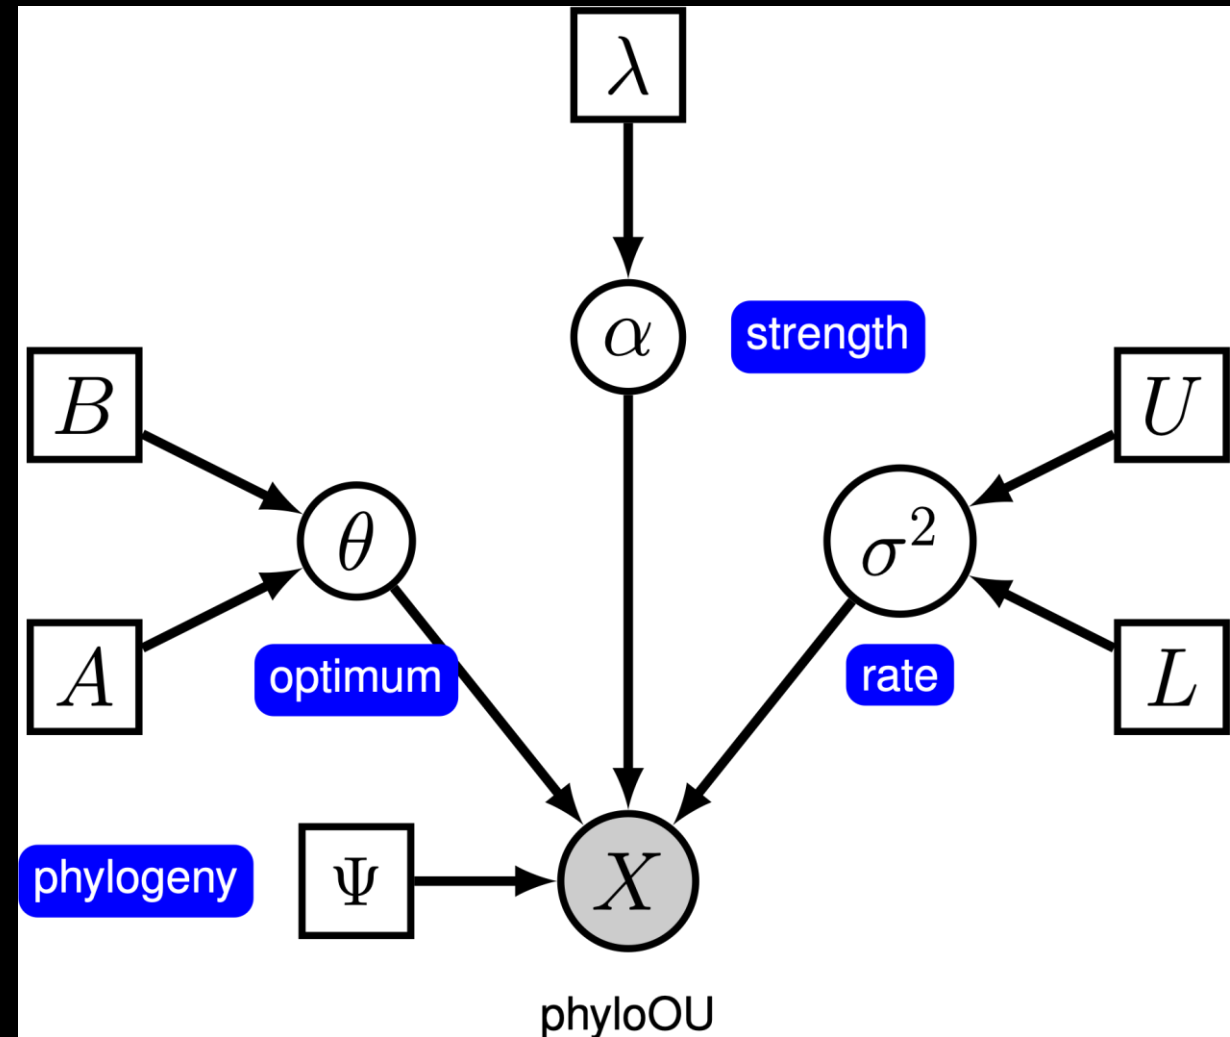 λ
α
strength
B
U
θ
σ²
A
optimum
rate
L
phylogeny
Ψ
X
phyloOU